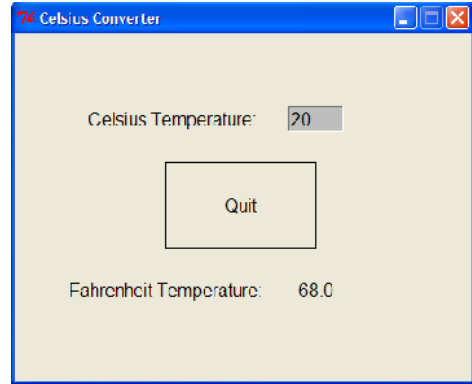 Celsius Converter
Celsius Temperature: 20
Quit
Fahrenheit Temperature: 68.0